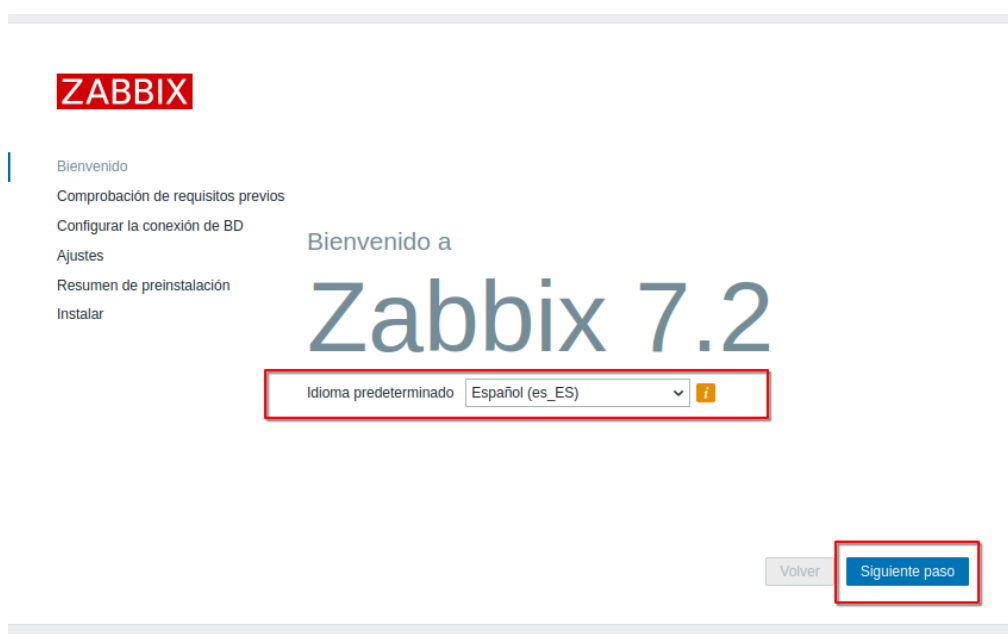 ZABBIX
Bienvenido
Comprobación de requisitos previos
Configurar la conexión de BD
Ajustes
Resumen de preinstalación
Instalar
Bienvenido a
Zabbix 7.2
Idioma predeterminado Español (es_ES) i
Volver Siguiente paso